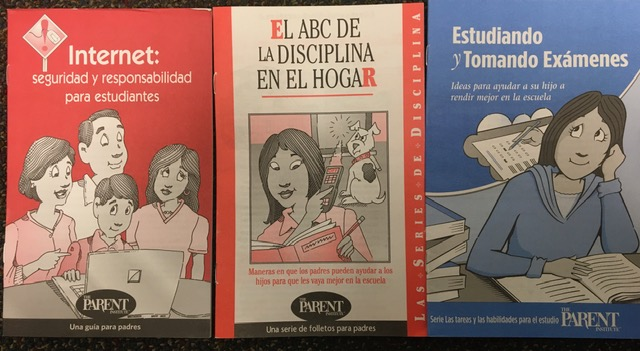 Internet:
seguridad y responsabilidad
para estudiantes
THE
PARENT
INSTITUTE
Una guía para padres
EL ABC DE
LA DISCIPLINA
EN EL HOGAR
Maneras en que los padres pueden ayudar a los
hijos para que les vaya mejor en la escuela
THE
PARENT
INSTITUTE
Una serie de folletos para padres
LAS SERIES DE DISCIPLINA
Estudiando
y Tomando Exámenes
Ideas para ayudar a su hijo a
rendir mejor en la escuela
Serie Las tareas y las habilidades para el estudio
THE
PARENT
INSTITUTE